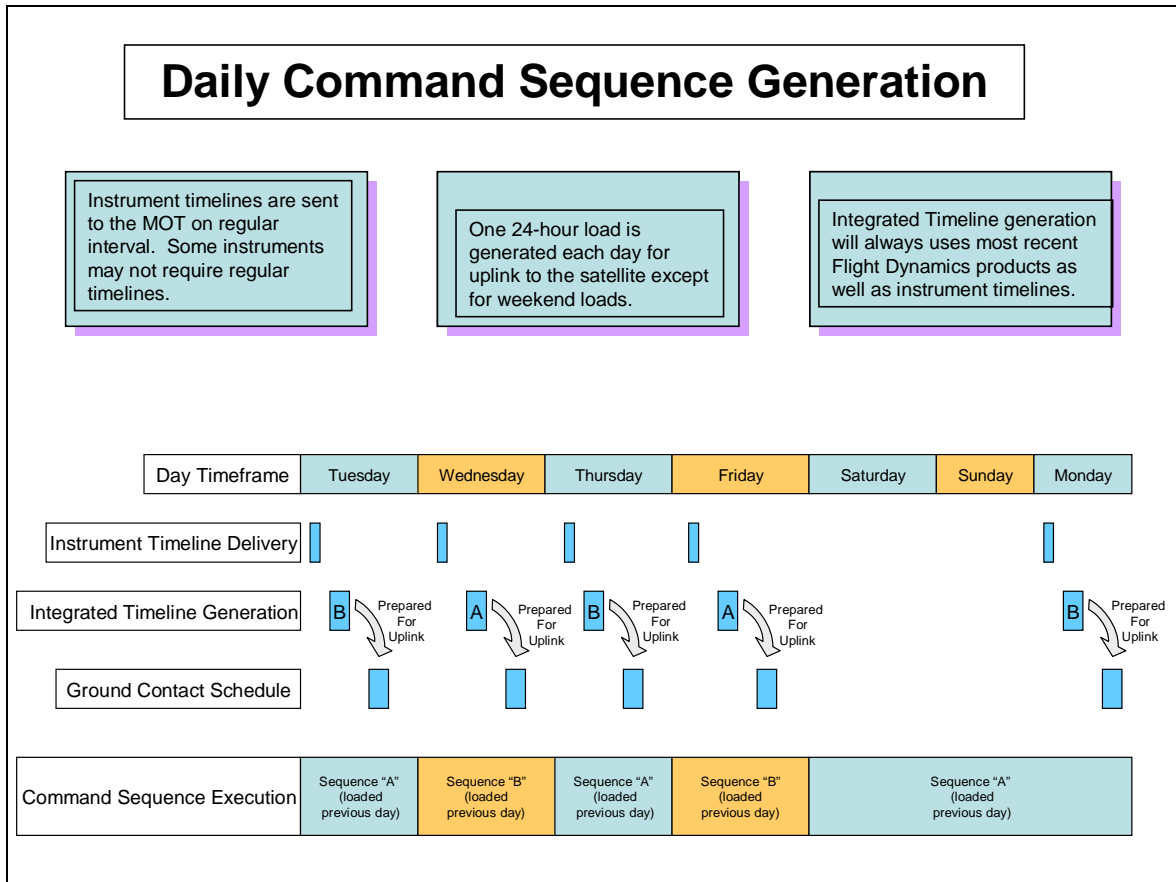 Daily Command Sequence Generation
Instrument timelines are sent
to the MOT on regular
interval.  Some instruments
may not require regular
timelines.
One 24-hour load is
generated each day for
uplink to the satellite except
for weekend loads.
Integrated Timeline generation
will always uses most recent
Flight Dynamics products as
well as instrument timelines.
Day Timeframe
Tuesday
Wednesday
Thursday
Friday
Saturday
Sunday
Monday
Instrument Timeline Delivery
Integrated Timeline Generation
B
Prepared
For
Uplink
A
Prepared
For
Uplink
B
Prepared
For
Uplink
A
Prepared
For
Uplink
B
Prepared
For
Uplink
Ground Contact Schedule
Command Sequence Execution
Sequence “A”
(loaded
previous day)
Sequence “B”
(loaded
previous day)
Sequence “A”
(loaded
previous day)
Sequence “B”
(loaded
previous day)
Sequence “A”
(loaded
previous day)